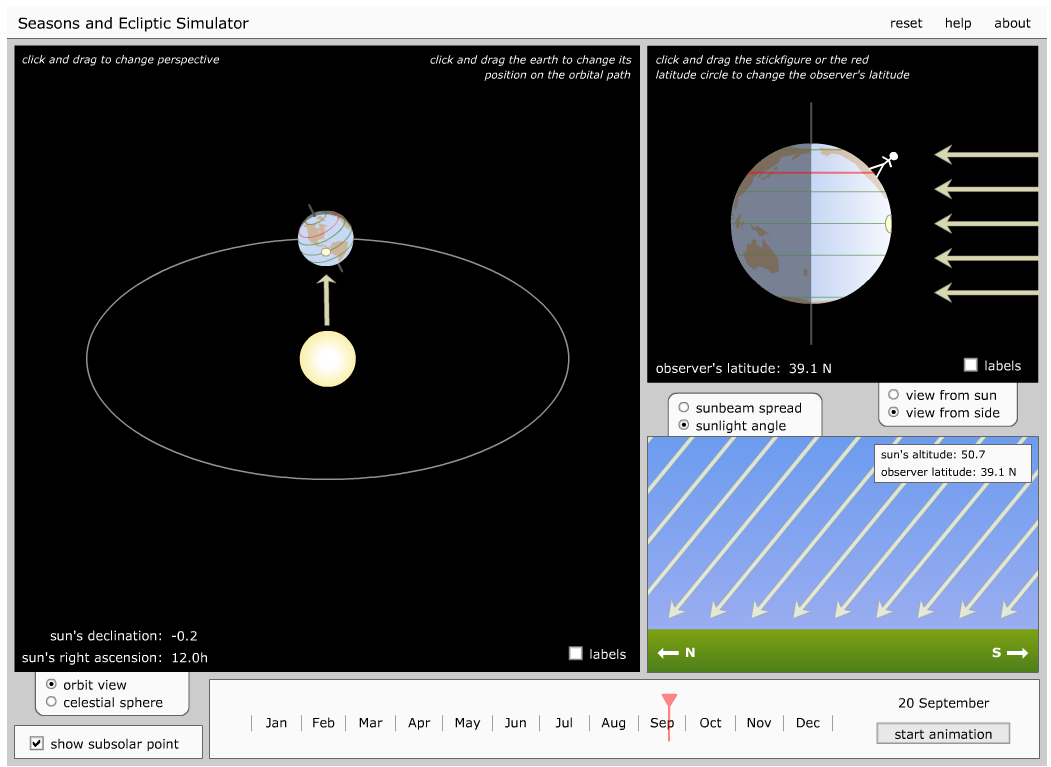 Seasons and Ecliptic Simulator
reset help about
click and drag to change perspective
click and drag the earth to change its
position on the orbital path
click and drag the stickfigure or the red
latitude circle to change the observer's latitude
observer's latitude: 39.1 N
labels
sunbeam spread
sunlight angle
view from sun
view from side
sun's altitude: 50.7
observer latitude: 39.1 N
N
S
sun's declination: -0.2
sun's right ascension: 12.0h
labels
orbit view
celestial sphere
show subsolar point
Jan Feb Mar Apr May Jun Jul Aug Sep Oct Nov Dec
20 September
start animation